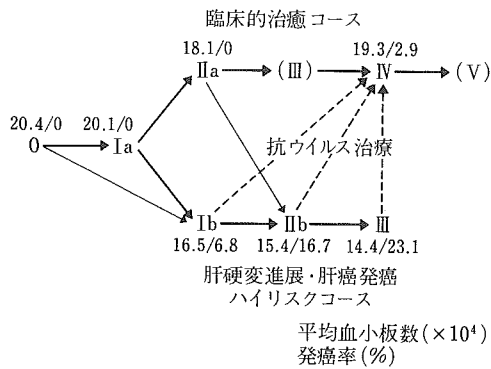 臨床的治癒コース
18.1/0
19.3/2.9
Ⅱa
(Ⅲ)
Ⅳ
(Ⅴ)
20.4/0
20.1/0
0
Ⅰa
抗ウイルス治療
Ⅰb
Ⅱb
Ⅲ
16.5/6.8
15.4/16.7
14.4/23.1
肝硬変進展・肝癌発癌
ハイリスクコース
平均血小板数(×10⁴)
発癌率(%)